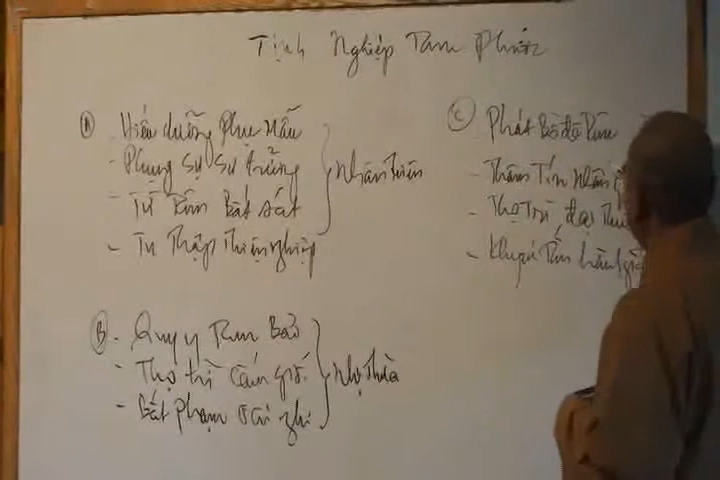 Tịnh Nghiệp Tam Phước
A Hiếu dưỡng Phụ Mẫu
- Phụng sự sư trưởng
- Từ Tâm Bất sát
- Tu Thập Thiện nghiệp
Nhân Thiên
B - Quy y Tam Bảo
- Thọ trì cấm giới
- Bất phạm oai nghi
Nhị Thừa
C Phát Bồ đề Tâm
- Thâm Tín Nhân
- Thọ Trì đại
- Khuyến Tấn hành